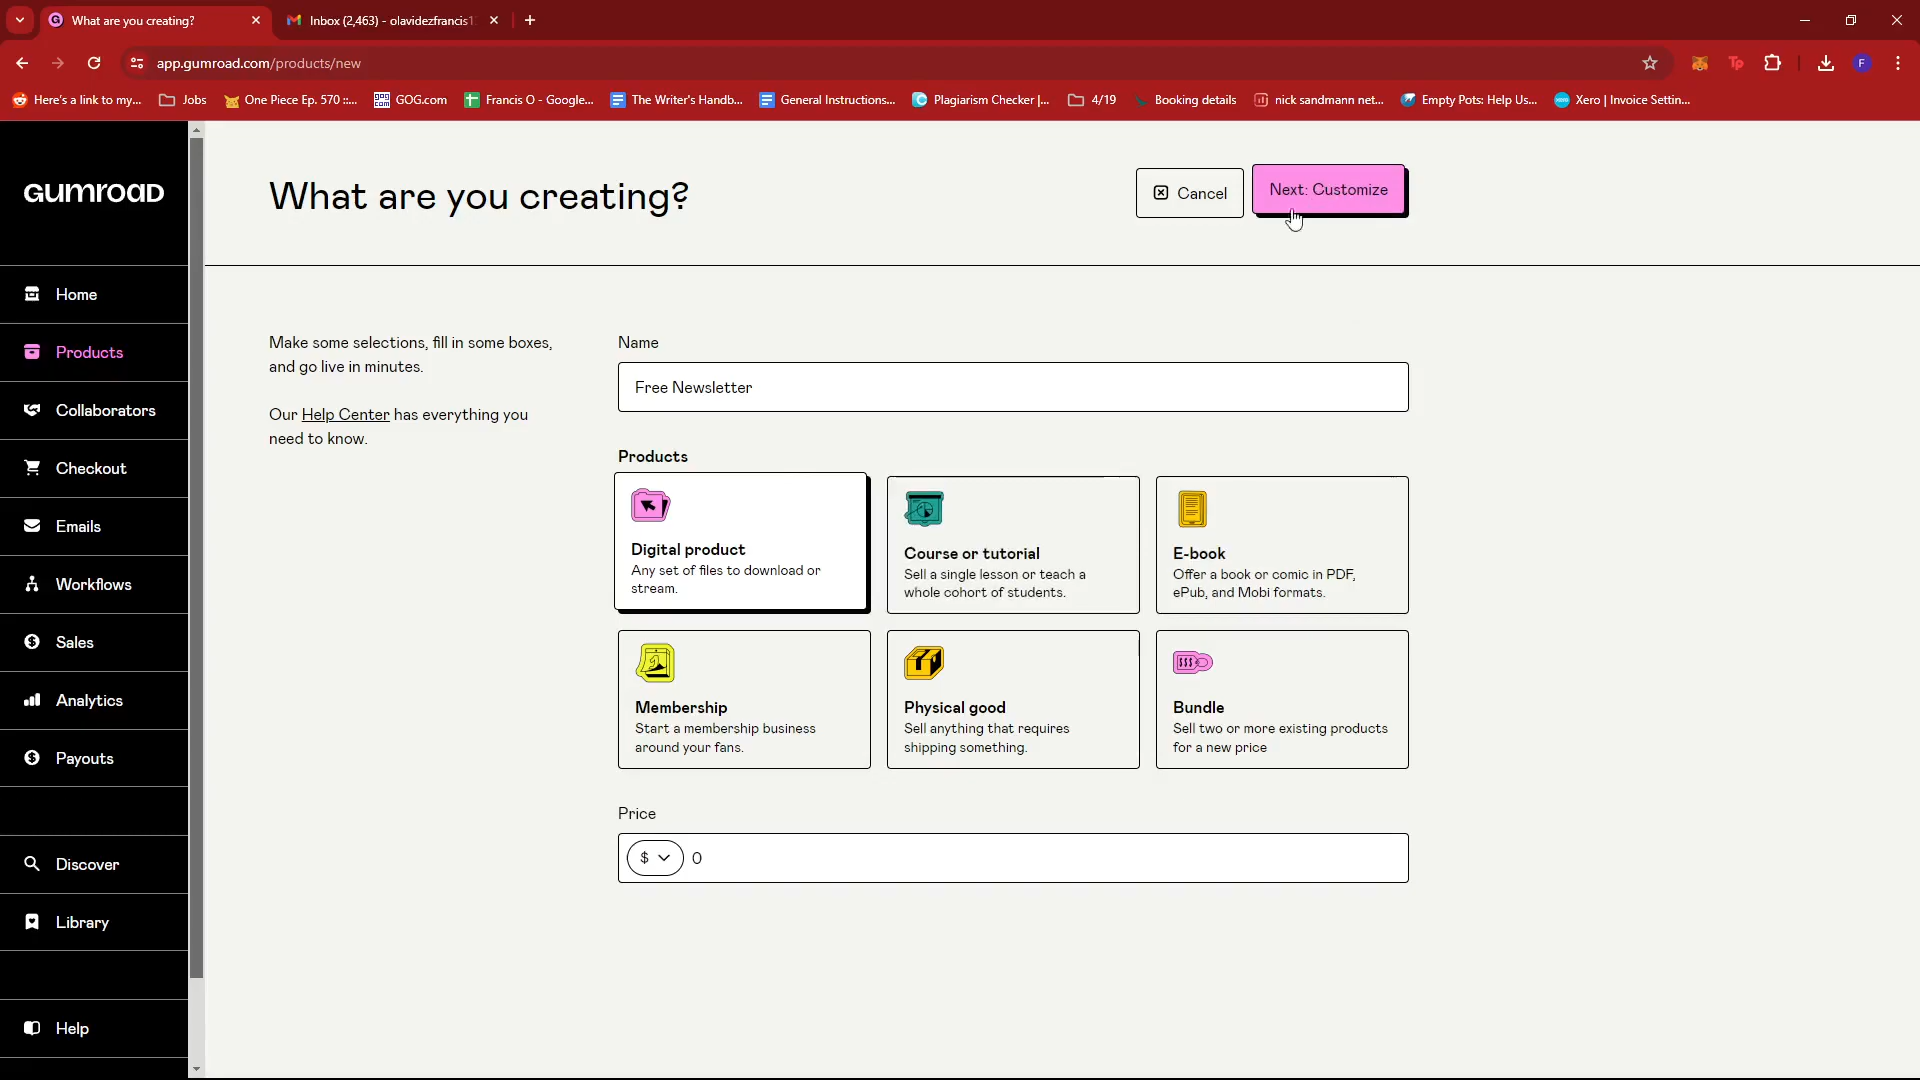 What are you creating?
Inbox (2,463) - olavidezfrancis1
app.gumroad.com/products/new
F
Here's a link to my...
Jobs
One Piece Ep. 570 ::...
GOG.com
Francis O - Google...
The Writer's Handb...
General Instructions...
Plagiarism Checker |...
4/19
Booking details
nick sandmann net...
Empty Pots: Help Us...
Xero | Invoice Settin...
GUMROAD
What are you creating?
Cancel
Next: Customize
Home
Products
Collaborators
Checkout
Emails
Workflows
Sales
Analytics
Payouts
Discover
Library
Help
Make some selections, fill in some boxes,
and go live in minutes.
Our Help Center has everything you
need to know.
Name
Free Newsletter
Products
Digital product
Any set of files to download or
stream.
Course or tutorial
Sell a single lesson or teach a
whole cohort of students.
E-book
Offer a book or comic in PDF,
ePub, and Mobi formats.
Membership
Start a membership business
around your fans.
Physical good
Sell anything that requires
shipping something.
Bundle
Sell two or more existing products
for a new price
Price
$ 0